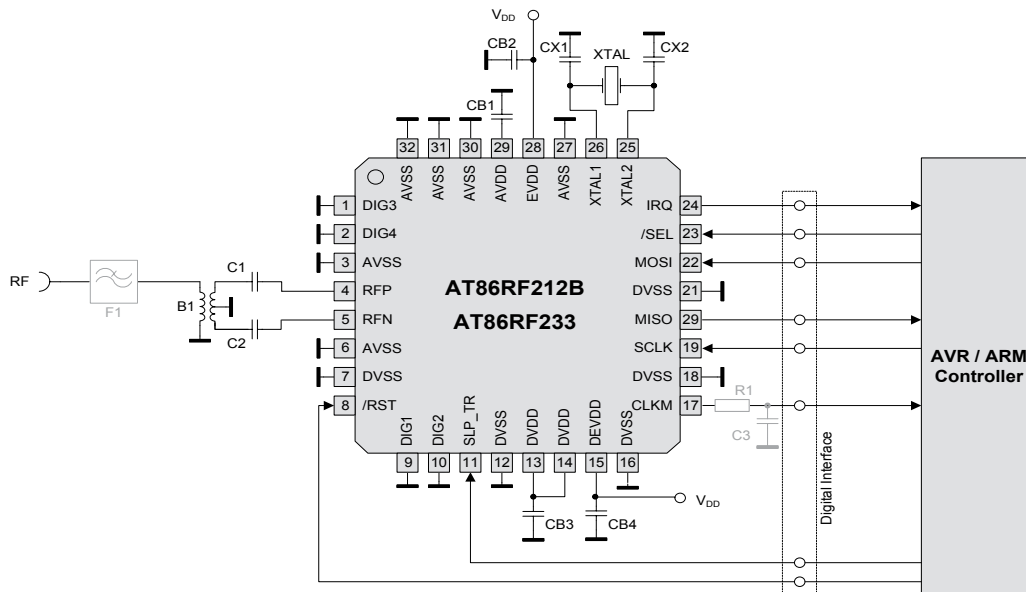 VDD
CB2
CX1
XTAL
CX2
CB1
32
31
30
29
28
27
26
25
AVSS
AVSS
AVSS
AVDD
EVDD
AVSS
XTAL1
XTAL2
1
DIG3
2
DIG4
3
AVSS
4
RFP
5
RFN
6
AVSS
7
DVSS
8
/RST
RF
F1
B1
C1
C2
AT86RF212B
AT86RF233
IRQ
24
/SEL
23
MOSI
22
DVSS
21
MISO
29
SCLK
19
DVSS
18
CLKM
17
R1
C3
AVR / ARM
Controller
Digital Interface
DIG1
DIG2
SLP_TR
DVSS
DVDD
DVDD
DEVDD
DVSS
9
10
11
12
13
14
15
16
CB3
CB4
VDD